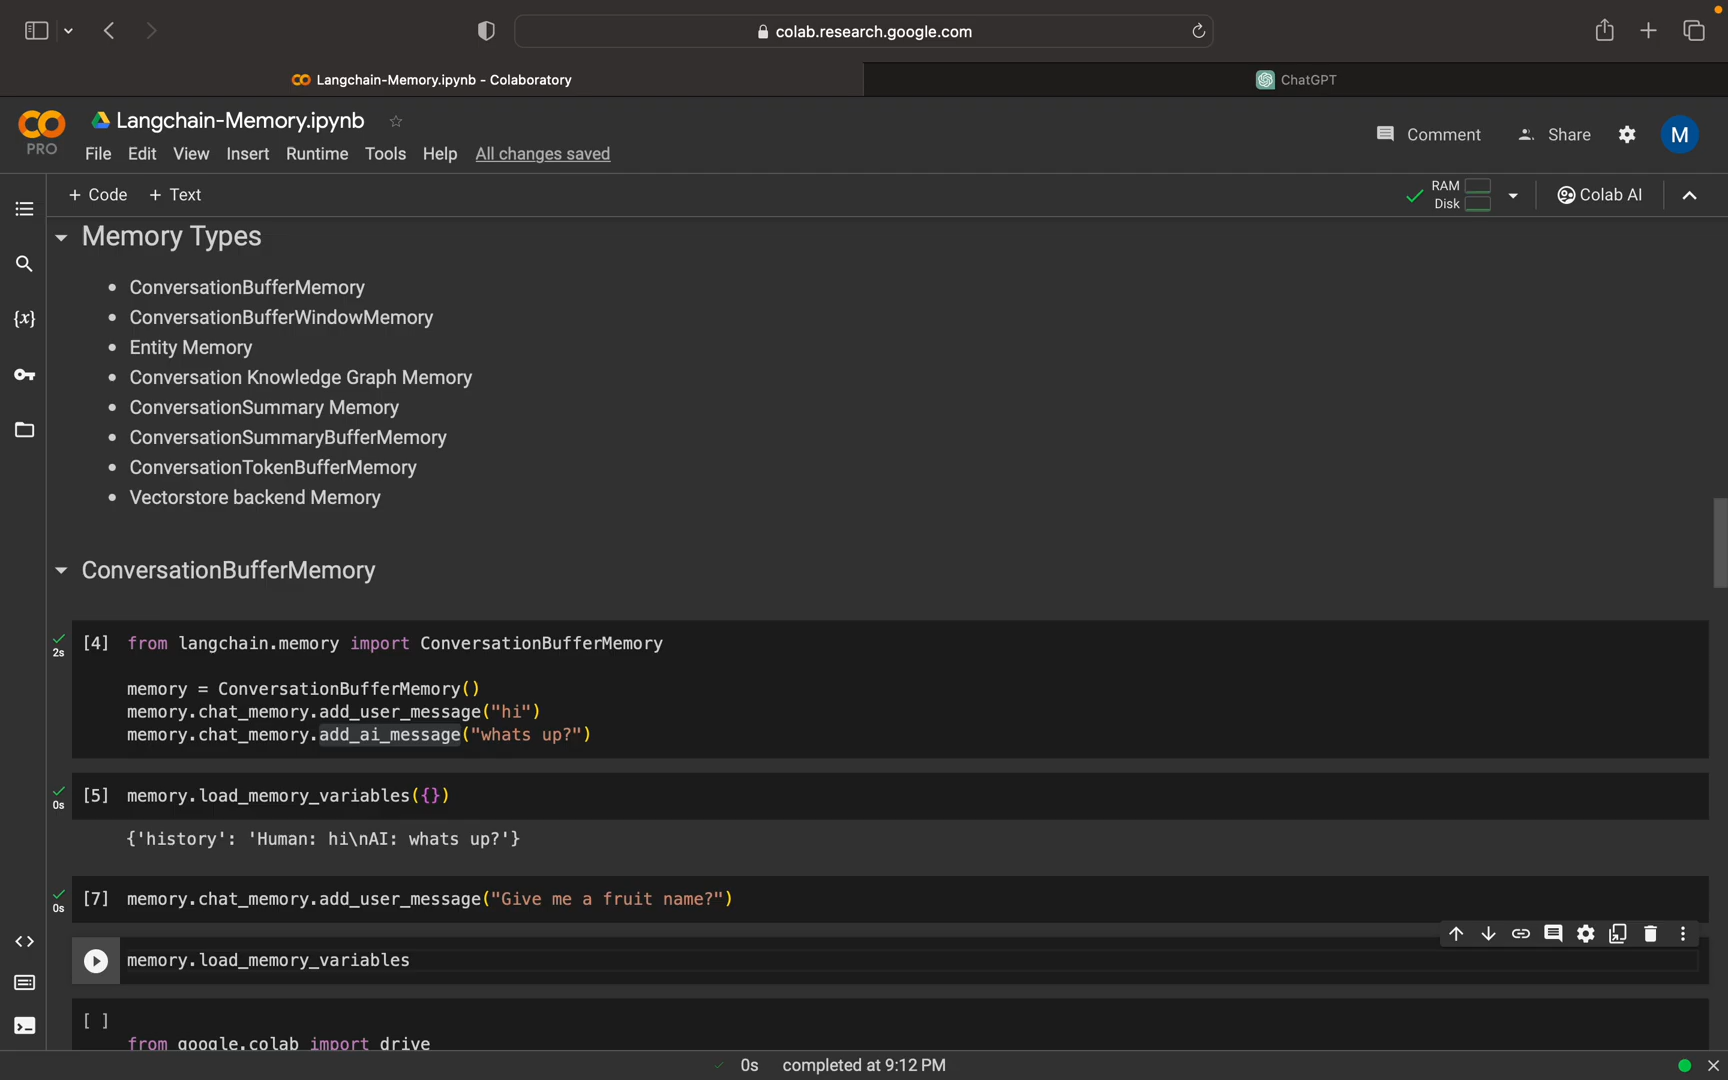 colab.research.google.com
Langchain-Memory.ipynb - Colaboratory
ChatGPT
PRO
Langchain-Memory.ipynb
File Edit View Insert Runtime Tools Help All changes saved
Comment Share M
+ Code + Text
RAM
Disk
Colab AI
Memory Types
ConversationBufferMemory
ConversationBufferWindowMemory
Entity Memory
Conversation Knowledge Graph Memory
ConversationSummary Memory
ConversationSummaryBufferMemory
ConversationTokenBufferMemory
Vectorstore backend Memory
ConversationBufferMemory
2s [4] from langchain.memory import ConversationBufferMemory
memory = ConversationBufferMemory()
memory.chat_memory.add_user_message("hi")
memory.chat_memory.add_ai_message("whats up?")
0s [5] memory.load_memory_variables({})
{'history': 'Human: hi\nAI: whats up?'}
0s [7] memory.chat_memory.add_user_message("Give me a fruit name?")
memory.load_memory_variables
[ ]
from google.colab import drive
0s completed at 9:12 PM